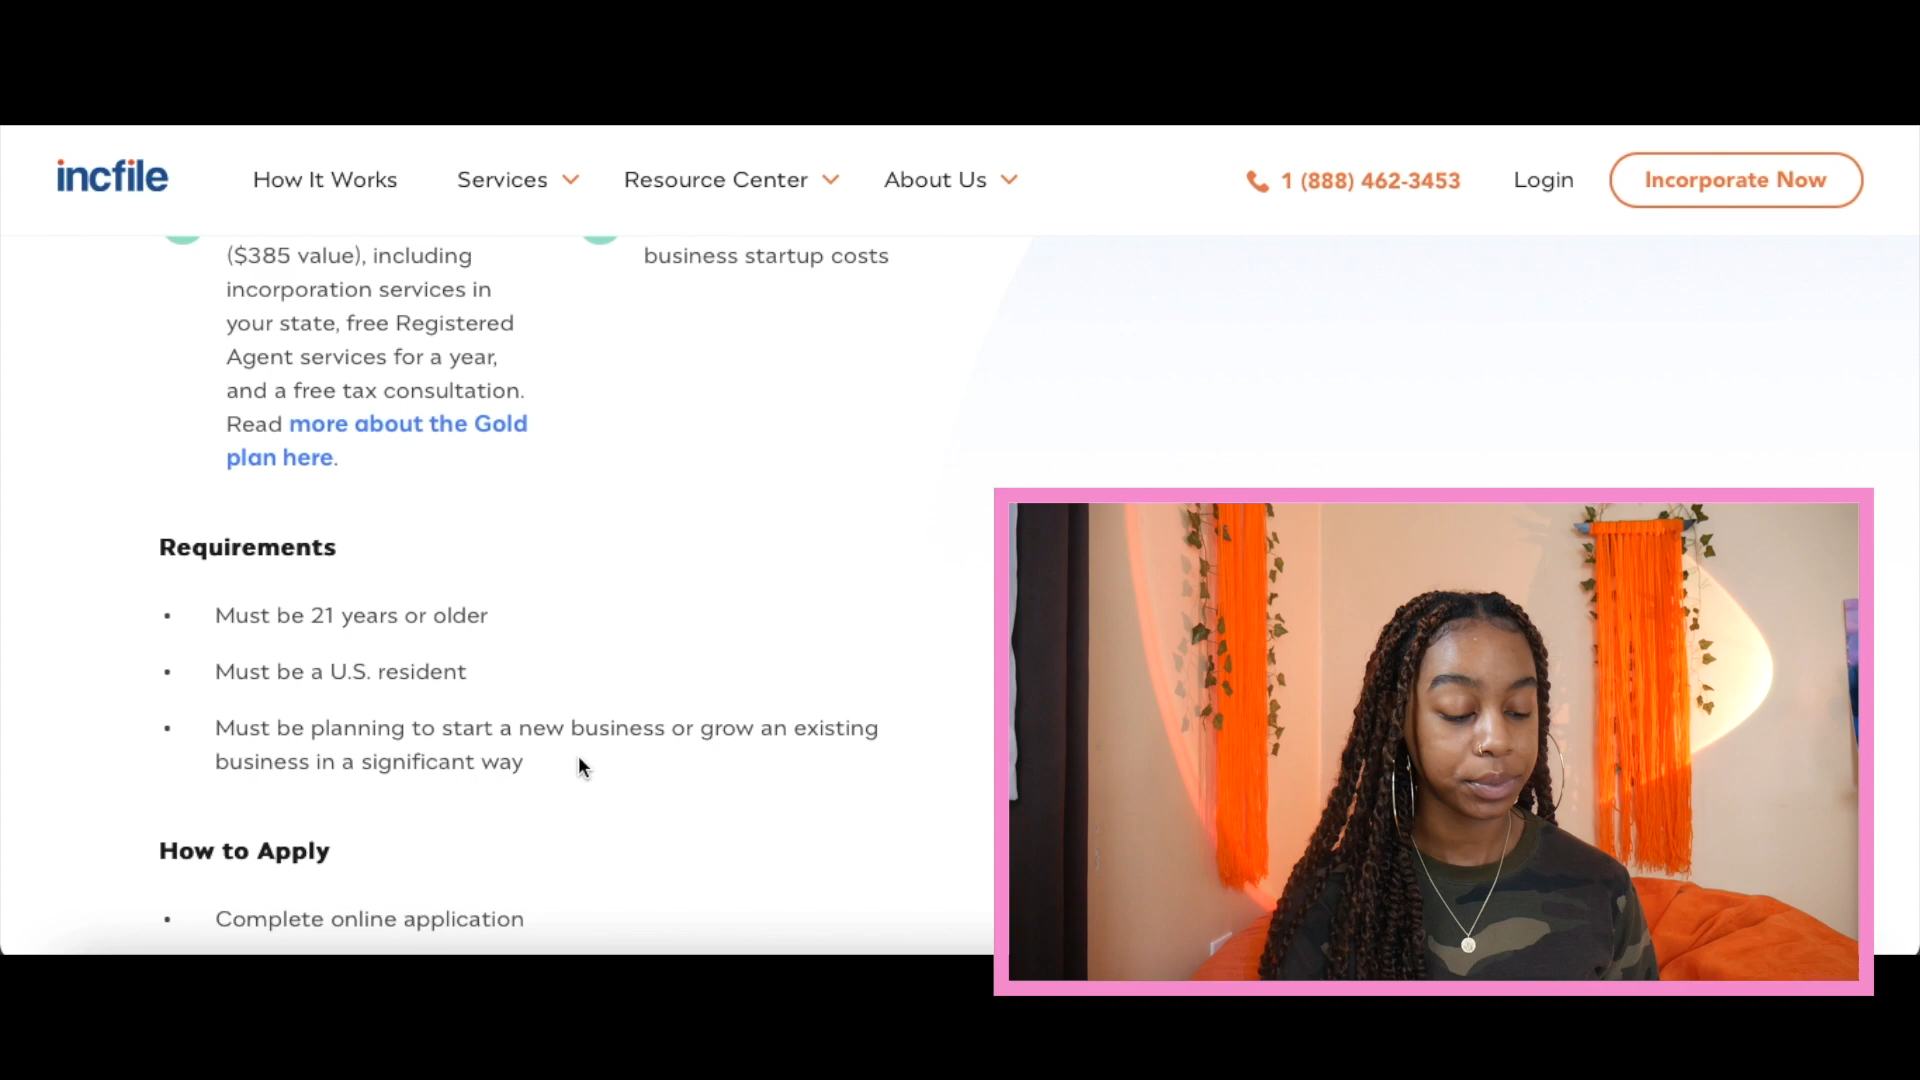 incfile
How It Works
Services
Resource Center
About Us
1 (888) 462-3453
Login
Incorporate Now
($385 value), including
incorporation services in
your state, free Registered
Agent services for a year,
and a free tax consultation.
Read more about the Gold
plan here.
business startup costs
Requirements
• Must be 21 years or older
• Must be a U.S. resident
• Must be planning to start a new business or grow an existing
business in a significant way
How to Apply
• Complete online application